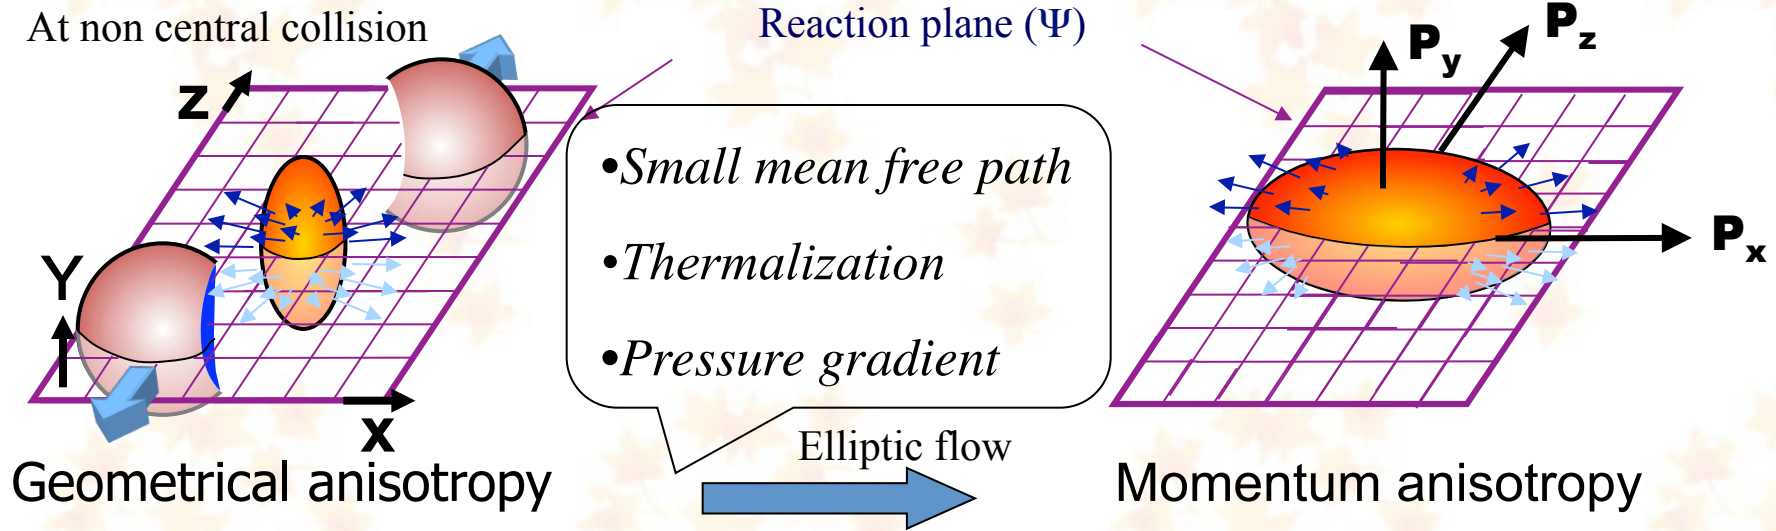 At non central collision
Reaction plane (Ψ)
Z
Y
X
•Small mean free path
•Thermalization
•Pressure gradient
Elliptic flow
Geometrical anisotropy
Py
Pz
Px
Momentum anisotropy